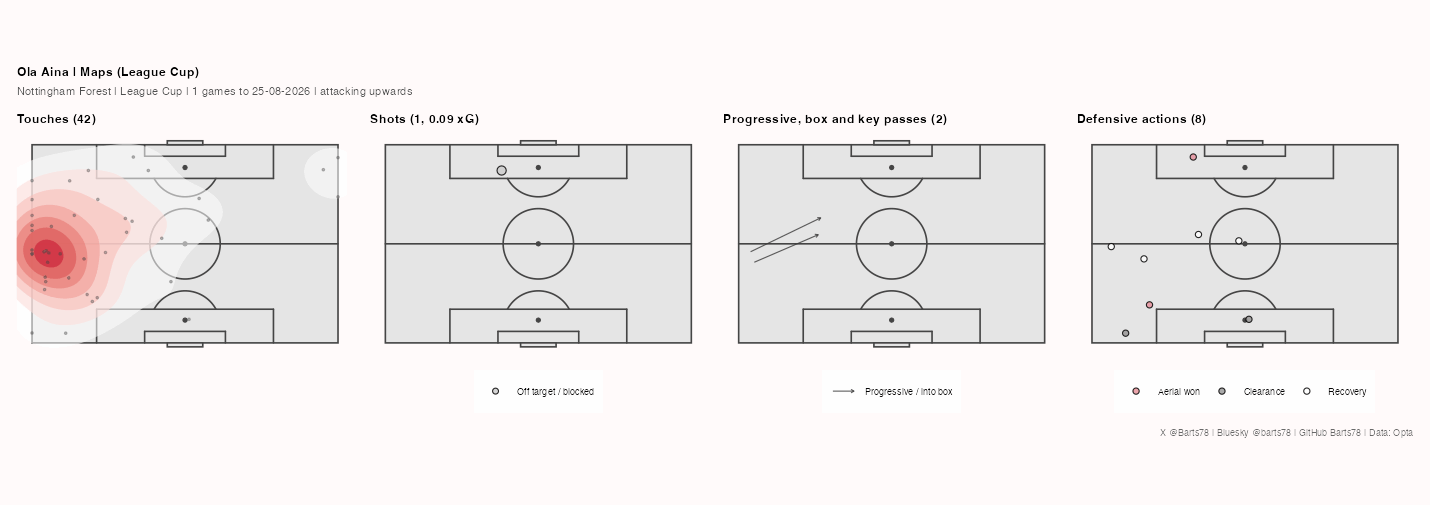 Ola Aina | Maps (League Cup)
Nottingham Forest | League Cup | 1 games to 25-08-2026 | attacking upwards
Touches (42)
Shots (1, 0.09 xG)
Progressive, box and key passes (2)
Defensive actions (8)
Off target / blocked
Progressive / into box
Aerial won
Clearance
Recovery
X @Barts78 | Bluesky @barts78 | GitHub Barts78 | Data: Opta